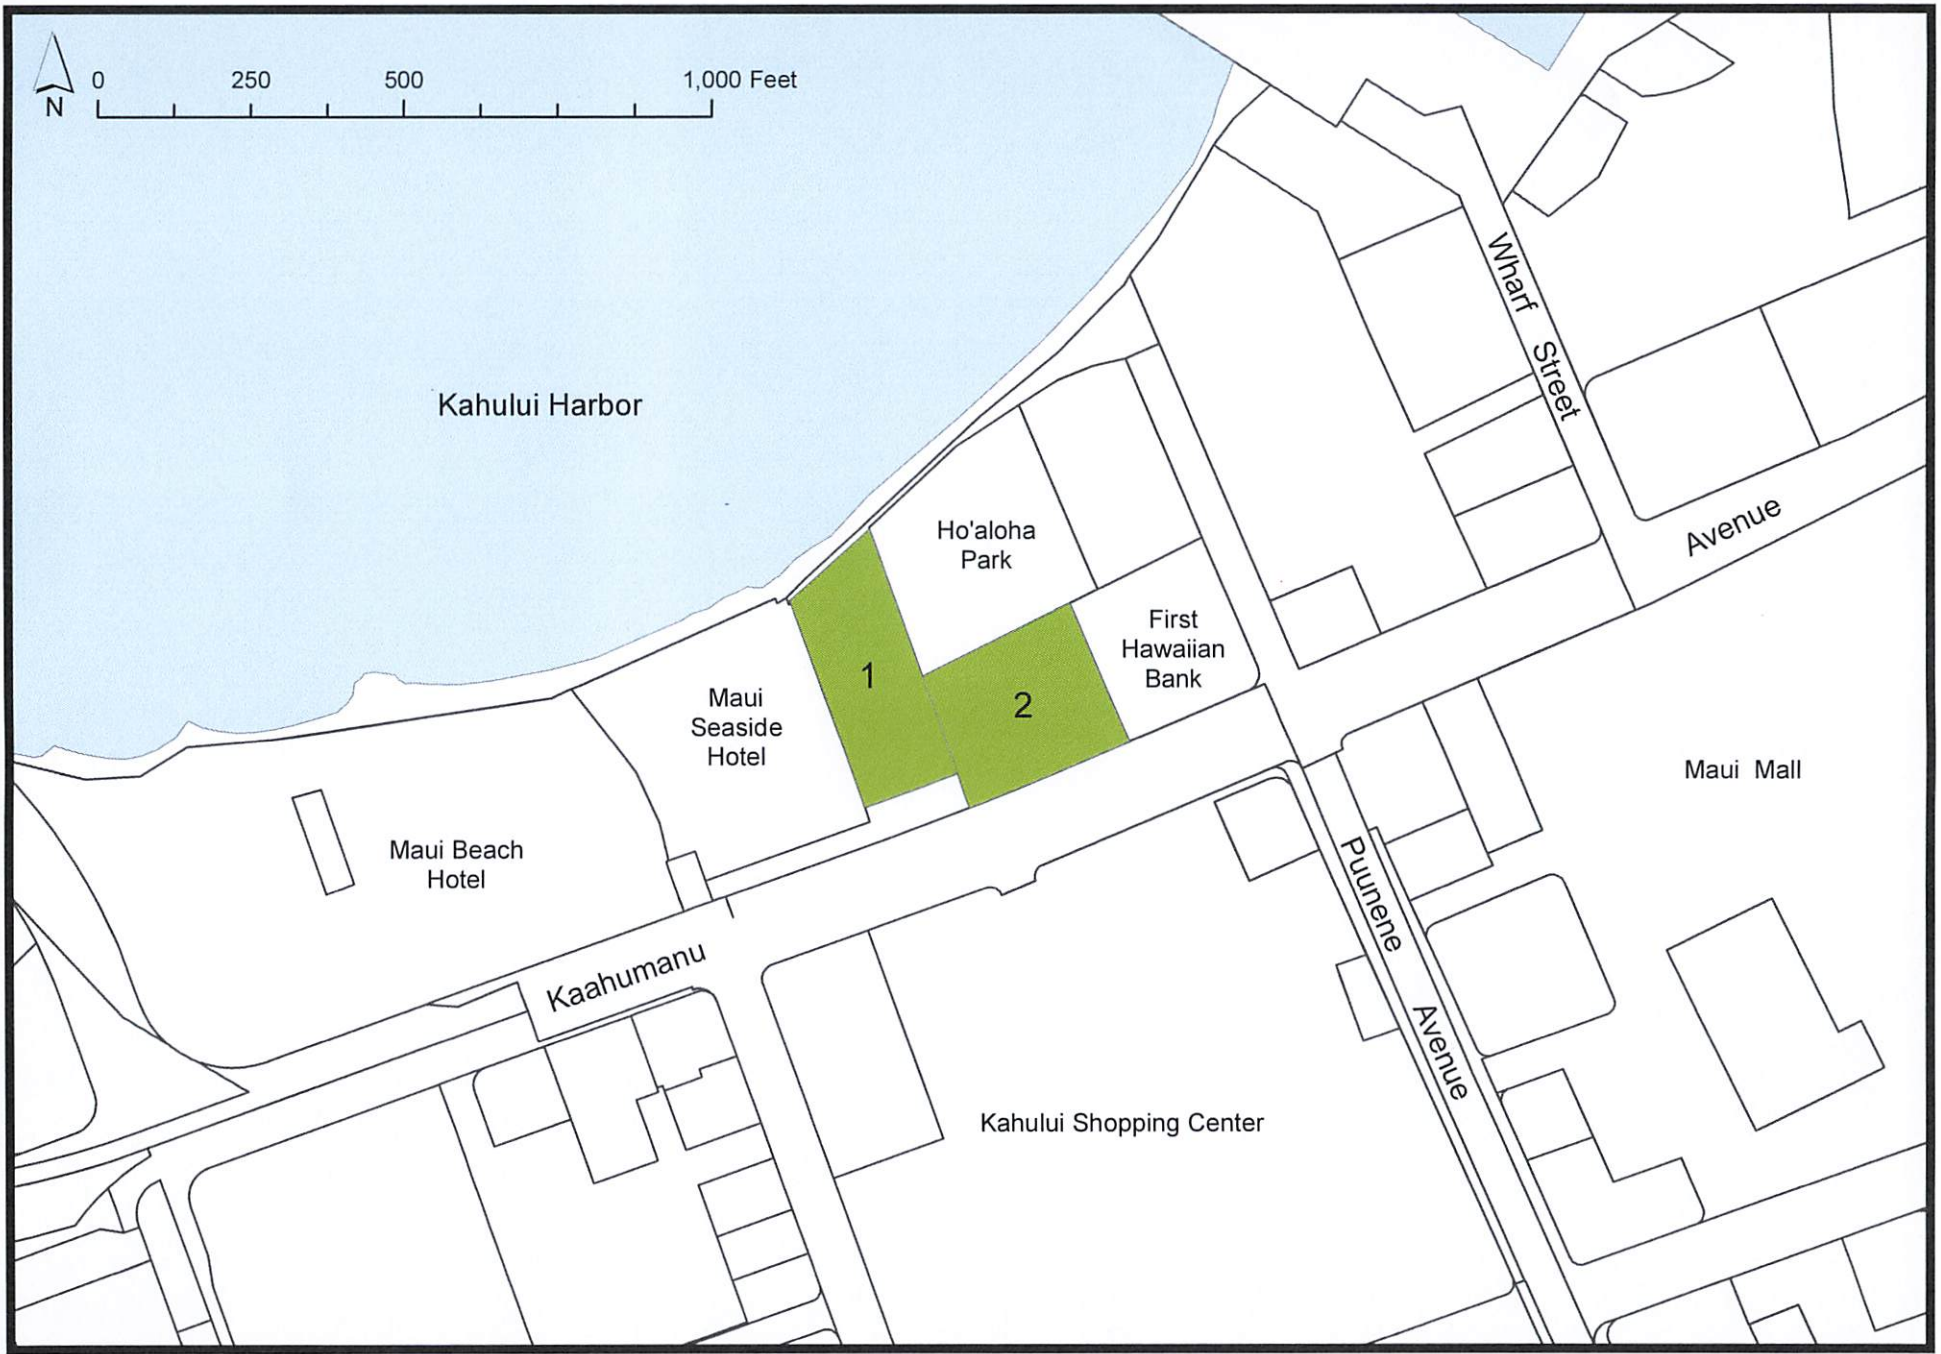 0 250 500 1,000 Feet
N
Kahului Harbor
Wharf Street
Avenue
Ho'aloha
Park
First
Hawaiian
Bank
1
2
Maui
Seaside
Hotel
Maui Mall
Maui Beach
Hotel
Puunene Avenue
Kaahumanu
Kahului Shopping Center